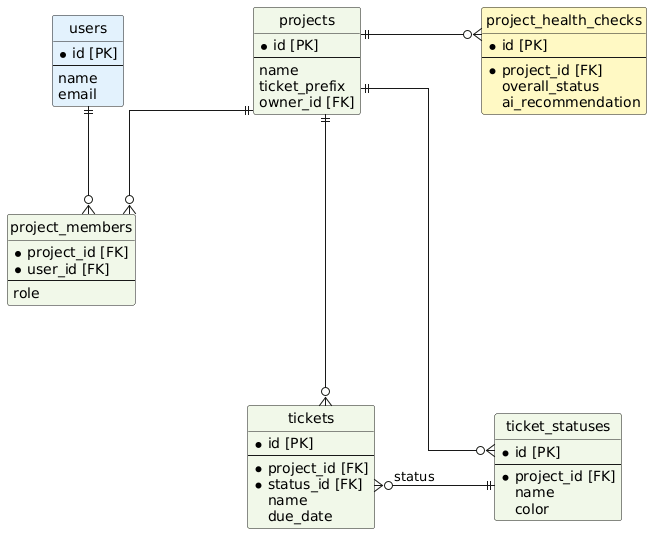 users
id [PK]
name
email
projects
id [PK]
name
ticket_prefix
owner_id [FK]
project_health_checks
id [PK]
project_id [FK]
overall_status
ai_recommendation
project_members
project_id [FK]
user_id [FK]
role
tickets
id [PK]
project_id [FK]
status_id [FK]
name
due_date
status
ticket_statuses
id [PK]
project_id [FK]
name
color